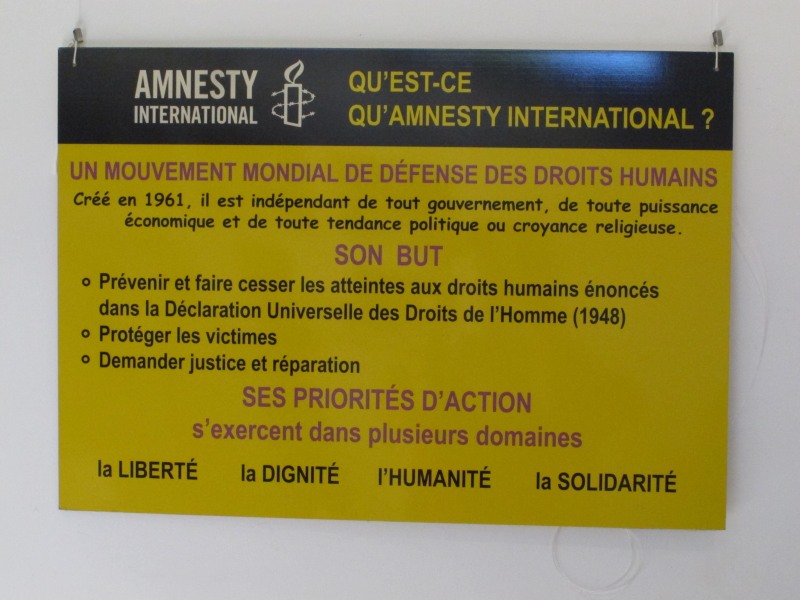 AMNESTY
INTERNATIONAL
QU'EST-CE
QU'AMNESTY INTERNATIONAL ?
UN MOUVEMENT MONDIAL DE DÉFENSE DES DROITS HUMAINS
Créé en 1961, il est indépendant de tout gouvernement, de toute puissance
économique et de toute tendance politique ou croyance religieuse.
SON BUT
Prévenir et faire cesser les atteintes aux droits humains énoncés
dans la Déclaration Universelle des Droits de l'Homme (1948)
Protéger les victimes
Demander justice et réparation
SES PRIORITÉS D'ACTION
s'exercent dans plusieurs domaines
la LIBERTÉ la DIGNITÉ l'HUMANITÉ la SOLIDARITÉ